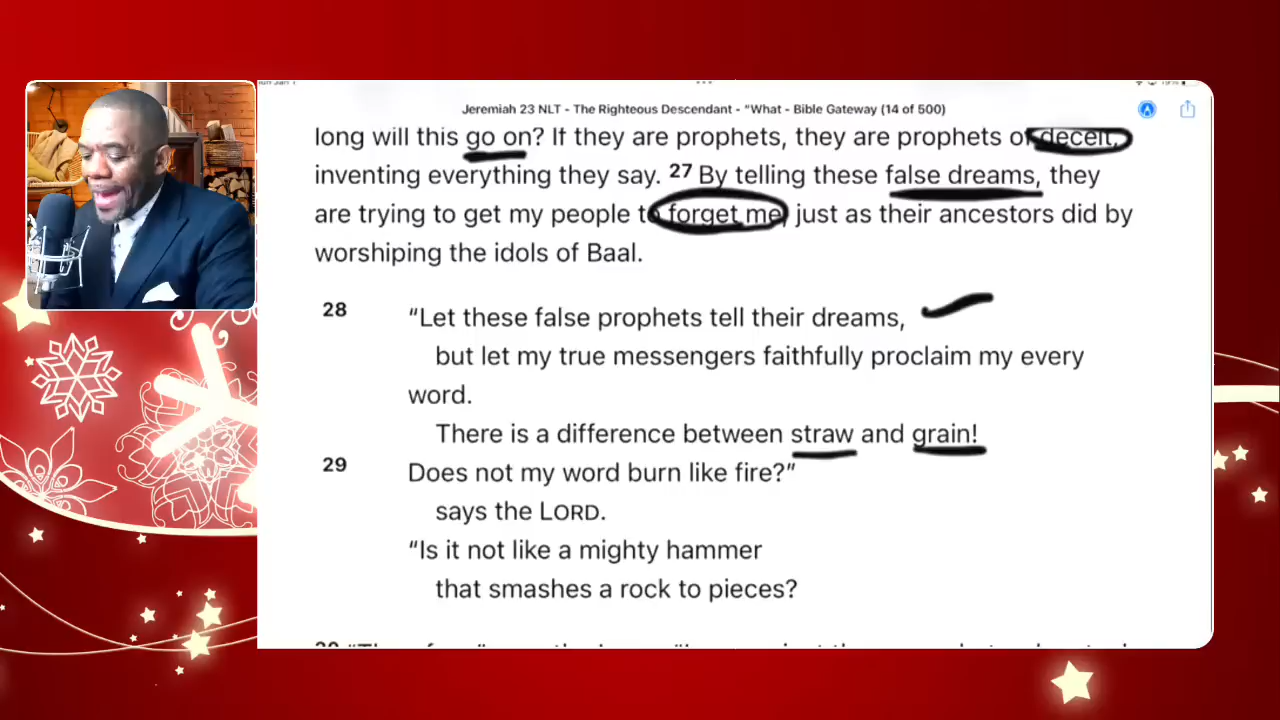 Jeremiah 23 NLT - The Righteous Descendant - “What - Bible Gateway (14 of 500)
long will this go on? If they are prophets, they are prophets of deceit,
inventing everything they say. 27 By telling these false dreams, they
are trying to get my people to forget me, just as their ancestors did by
worshiping the idols of Baal.
28 “Let these false prophets tell their dreams,
but let my true messengers faithfully proclaim my every
word.
There is a difference between straw and grain!
29 Does not my word burn like fire?”
says the LORD.
“Is it not like a mighty hammer
that smashes a rock to pieces?